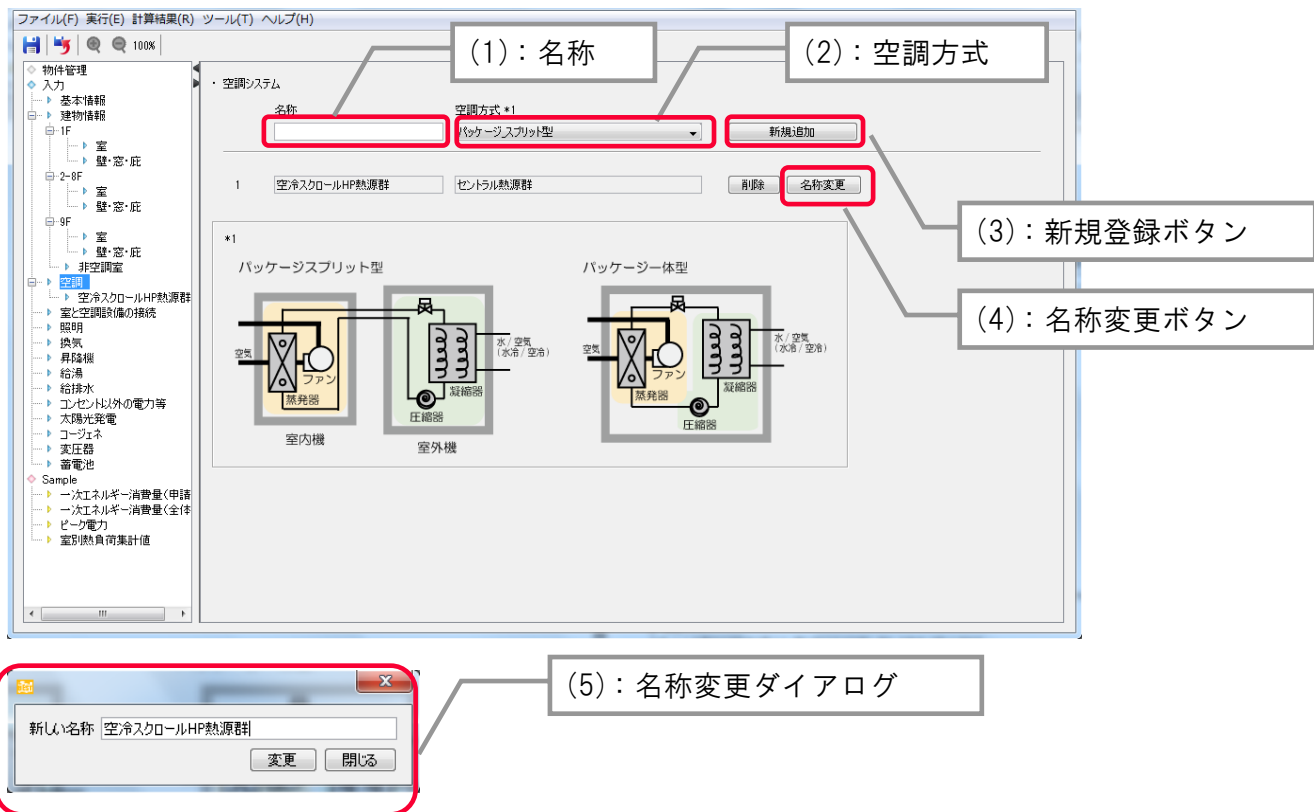 ファイル(F) 実行(E) 計算結果(R) ツール(T) ヘルプ(H)
100%
(1)：名称
(2)：空調方式
物件管理
入力
基本情報
建物情報
1F
室
壁・窓・庇
2-8F
室
壁・窓・庇
9F
室
壁・窓・庇
非空調室
空調
空冷スクロールHP熱源群
室と空調設備の接続
照明
換気
昇降機
給湯
給排水
コンセント以外の電力等
太陽光発電
コージェネ
変圧器
蓄電池
Sample
一次エネルギー消費量(申請
一次エネルギー消費量(全体
ピーク電力
室別熱負荷集計値
・ 空調システム
名称 空調方式 *1
パッケージ_スプリット型 新規追加
1 空冷スクロールHP熱源群 セントラル熱源群 削除 名称変更
(3)：新規登録ボタン
(4)：名称変更ボタン
*1
パッケージスプリット型
空気
ファン
蒸発器
室内機
水 / 空気
(水冷 / 空冷)
凝縮器
圧縮器
室外機
パッケージ一体型
空気
ファン
蒸発器
水 / 空気
(水冷 / 空冷)
凝縮器
圧縮器
(5)：名称変更ダイアログ
新しい名称 空冷スクロールHP熱源群
変更 閉じる